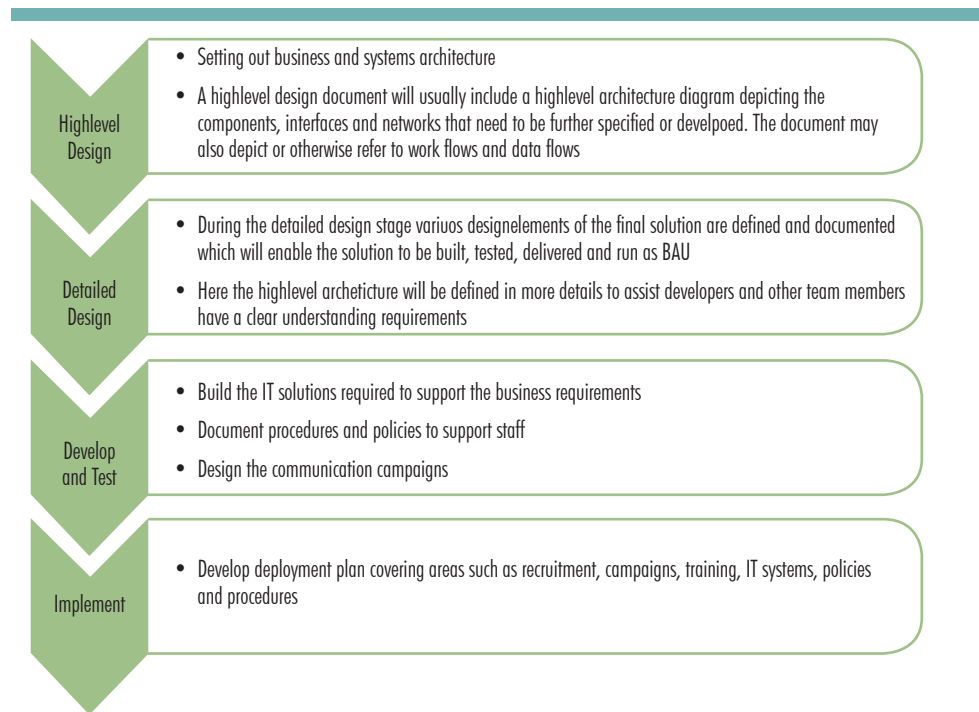 Highlevel
Design
• Setting out business and systems architecture
• A highlevel design document will usually include a highlevel architecture diagram depicting the
components, interfaces and networks that need to be further specified or develpoed. The document may
also depict or otherwise refer to work flows and data flows
Detailed
Design
• During the detailed design stage variuos designelements of the final solution are defined and documented
which will enable the solution to be built, tested, delivered and run as BAU
• Here the highlevel archeticture will be defined in more details to assist developers and other team members
have a clear understanding requirements
Develop
and Test
• Build the IT solutions required to support the business requirements
• Document procedures and policies to support staff
• Design the communication campaigns
Implement
• Develop deployment plan covering areas such as recruitment, campaigns, training, IT systems, policies
and procedures